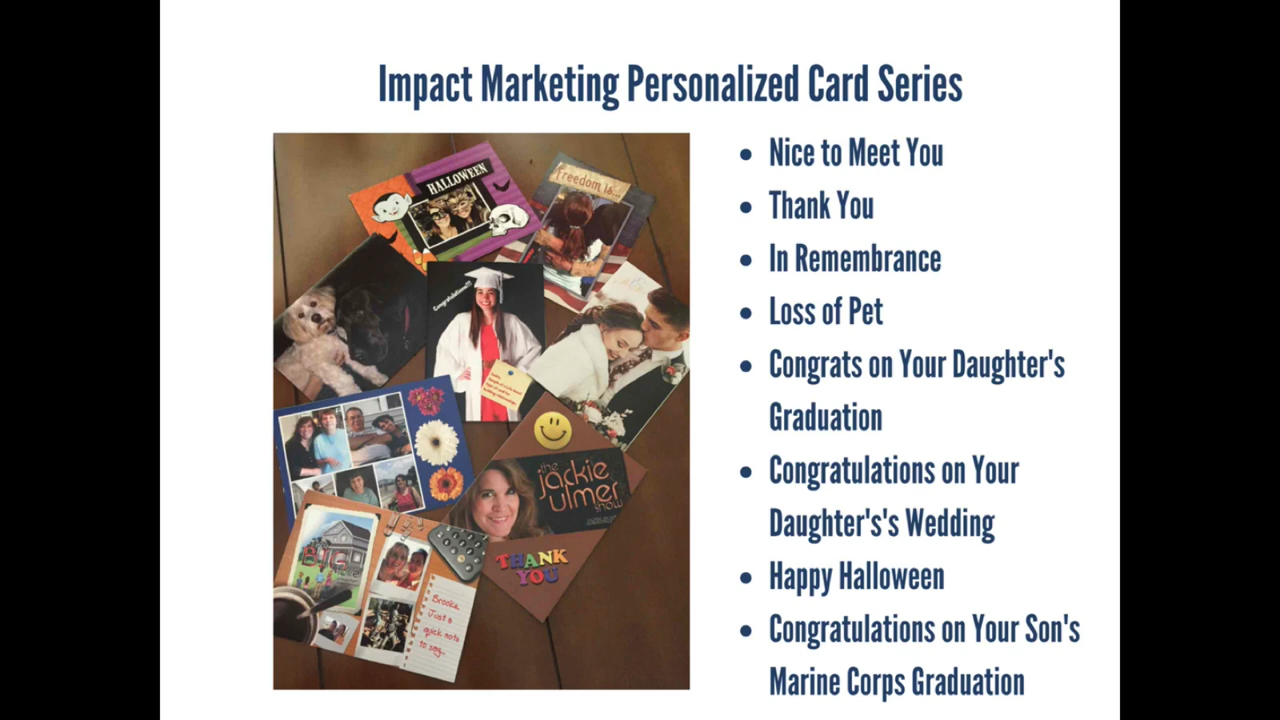 Impact Marketing Personalized Card Series
Nice to Meet You
Thank You
In Remembrance
Loss of Pet
Congrats on Your Daughter's
Graduation
Congratulations on Your
Daughter's's Wedding
Happy Halloween
Congratulations on Your Son's
Marine Corps Graduation
HALLOWEEN
Freedom is...
Congratulations!!!
the
jackie
ulmer
show
THANK
YOU
Brooke,
Just a
quick note
to say...